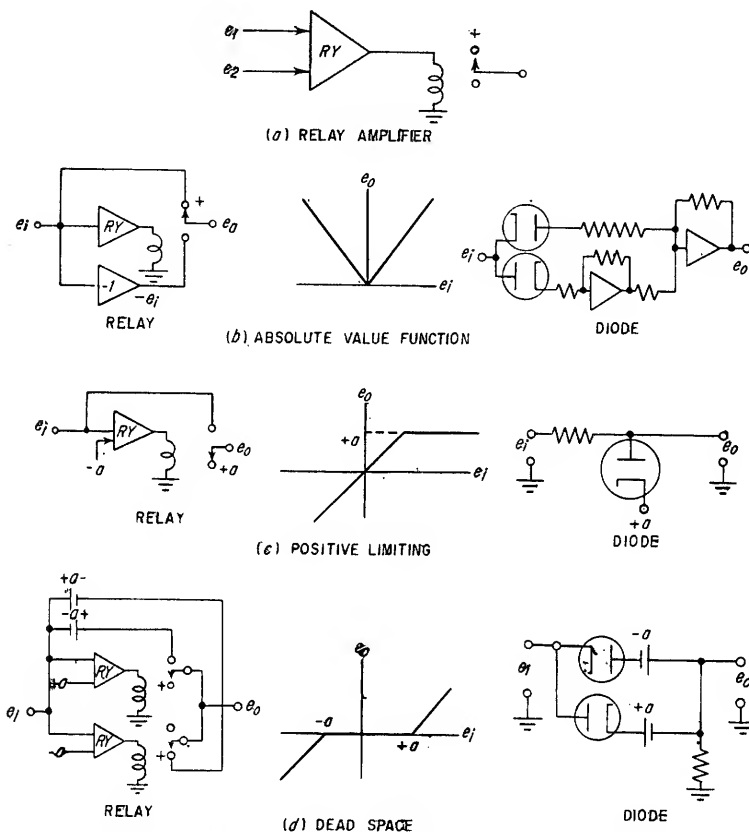 +
e1
RY
e2
(a) RELAY AMPLIFIER
ei
RY
+
eo
-1
-ei
RELAY
eo
ei
ei
eo
DIODE
(b) ABSOLUTE VALUE FUNCTION
ei
RY
-a
eo
+a
RELAY
eo
+a
ei
ei
eo
+a
DIODE
(c) POSITIVE LIMITING
+a-
-a+
RY
+a
+
ei
eo
RY
-a
+
RELAY
eo
-a
+a
ei
-a
ei
eo
+a
DIODE
(d) DEAD SPACE